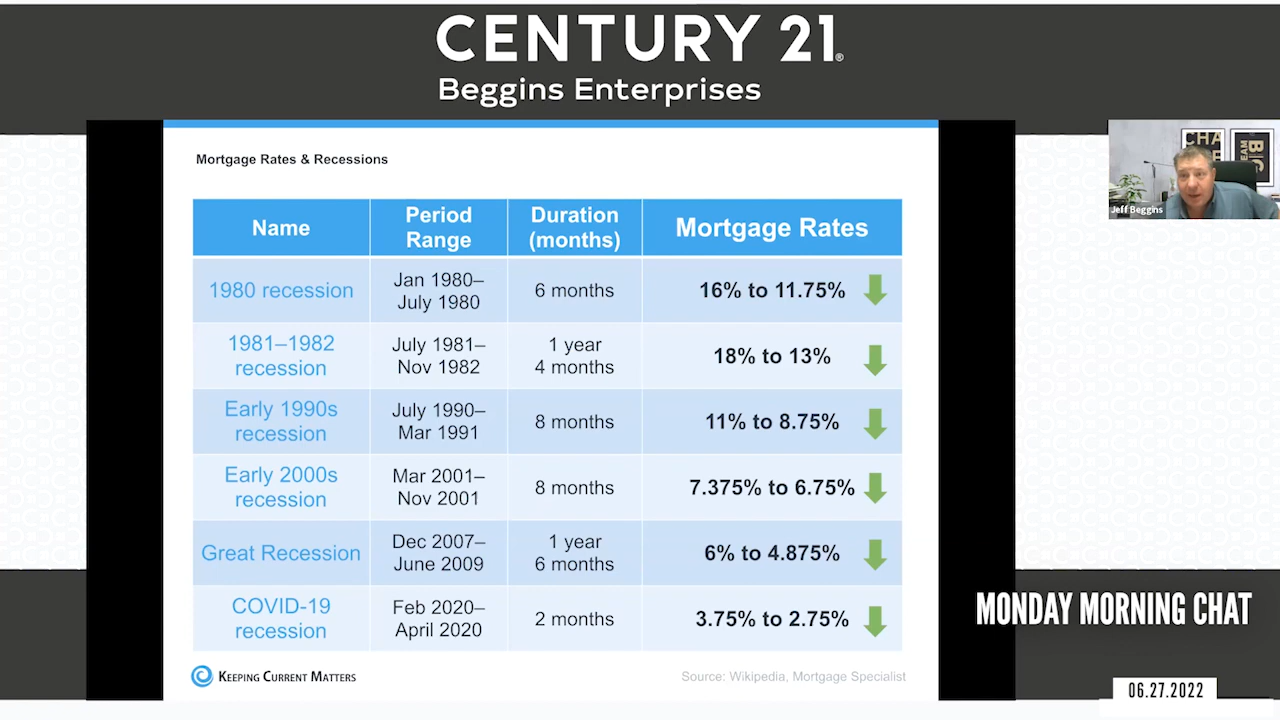 CENTURY 21®
Beggins Enterprises
Mortgage Rates & Recessions
Name
Period
Range
Duration
(months)
Mortgage Rates
1980 recession
Jan 1980–
July 1980
6 months
16% to 11.75%
1981–1982
recession
July 1981–
Nov 1982
1 year
4 months
18% to 13%
Early 1990s
recession
July 1990–
Mar 1991
8 months
11% to 8.75%
Early 2000s
recession
Mar 2001–
Nov 2001
8 months
7.375% to 6.75%
Great Recession
Dec 2007–
June 2009
1 year
6 months
6% to 4.875%
COVID-19
recession
Feb 2020–
April 2020
2 months
3.75% to 2.75%
KEEPING CURRENT MATTERS
Source: Wikipedia, Mortgage Specialist
CHA
Jeff Beggins
MONDAY MORNING CHAT
06.27.2022